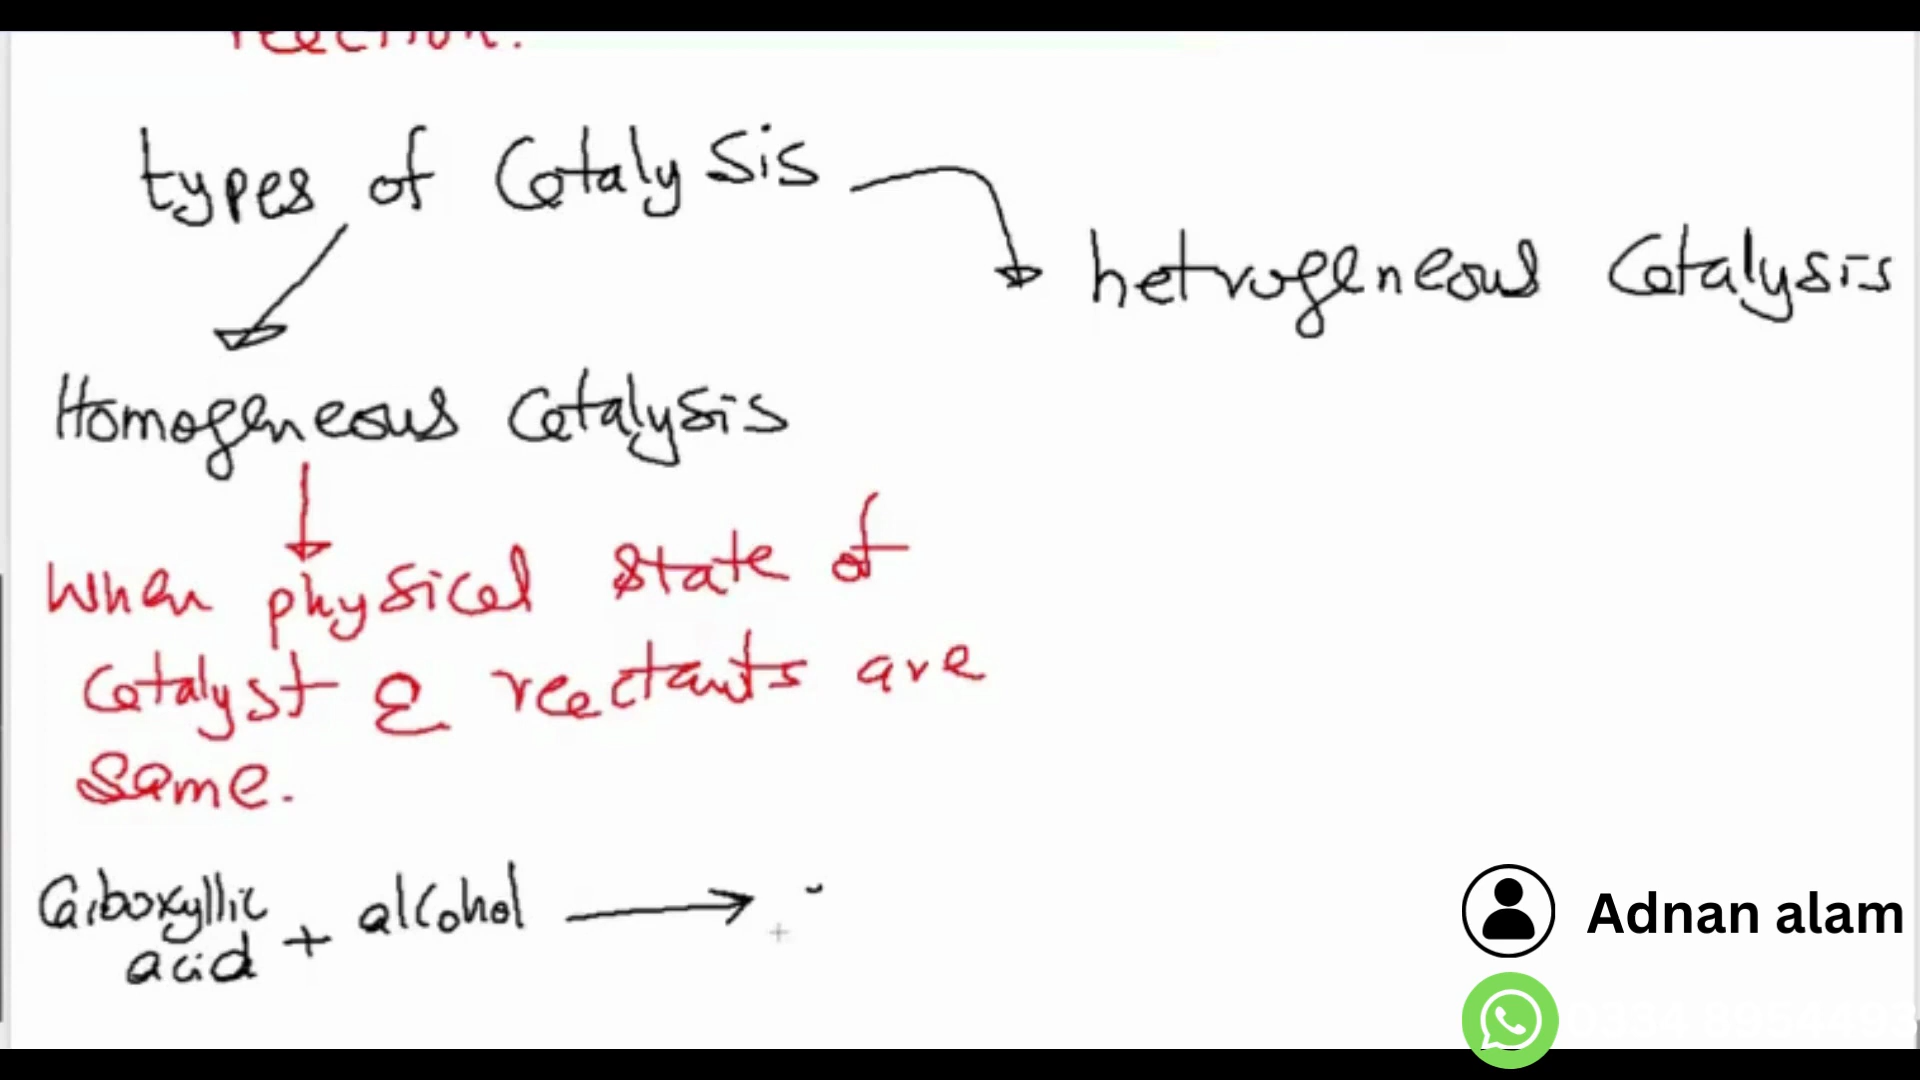 reaction.
types of Catalysis
hetrogeneous Catalysis
Homogeneous Catalysis
When physical state of
Catalyst & reactants are
same.
Carboxyllic + alcohol →
acid
Adnan alam